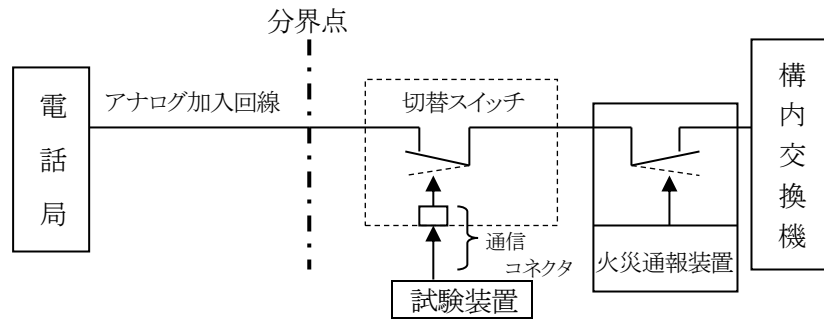 分界点
電話局
アナログ加入回線
切替スイッチ
構内交換機
通信
コネクタ
火災通報装置
試験装置